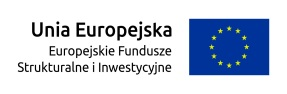 Unia Europejska
Europejskie Fundusze
Strukturalne i Inwestycyjne